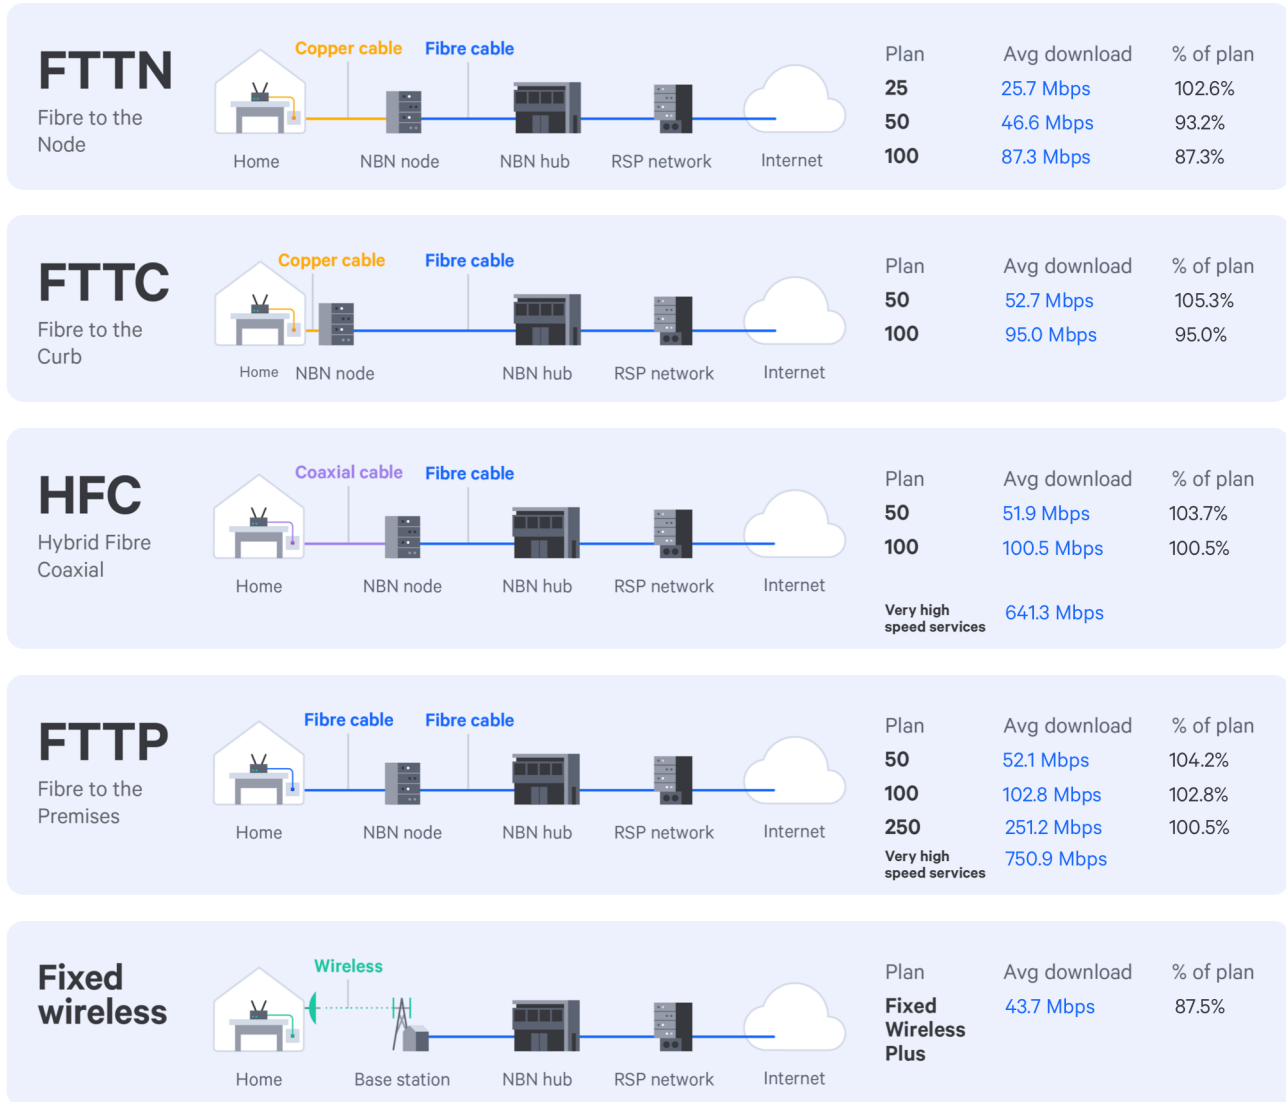 FTTN
Fibre to the
Node
Copper cable
Fibre cable
Home
NBN node
NBN hub
RSP network
Internet
Plan Avg download % of plan
25 25.7 Mbps 102.6%
50 46.6 Mbps 93.2%
100 87.3 Mbps 87.3%
FTTC
Fibre to the
Curb
Copper cable
Fibre cable
Home
NBN node
NBN hub
RSP network
Internet
Plan Avg download % of plan
50 52.7 Mbps 105.3%
100 95.0 Mbps 95.0%
HFC
Hybrid Fibre
Coaxial
Coaxial cable
Fibre cable
Home
NBN node
NBN hub
RSP network
Internet
Plan Avg download % of plan
50 51.9 Mbps 103.7%
100 100.5 Mbps 100.5%
Very high
speed services
641.3 Mbps
FTTP
Fibre to the
Premises
Fibre cable
Fibre cable
Home
NBN node
NBN hub
RSP network
Internet
Plan Avg download % of plan
50 52.1 Mbps 104.2%
100 102.8 Mbps 102.8%
250 251.2 Mbps 100.5%
Very high
speed services
750.9 Mbps
Fixed
wireless
Wireless
Home
Base station
NBN hub
RSP network
Internet
Plan Avg download % of plan
Fixed
Wireless
Plus
43.7 Mbps 87.5%